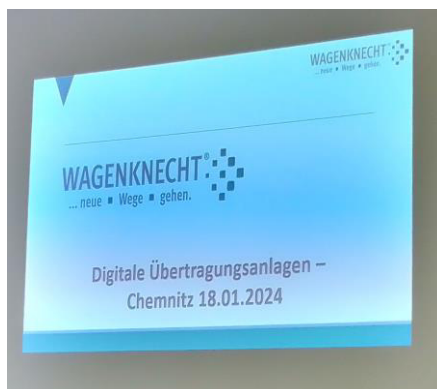 WAGENKNECHT
... neue ▪ Wege ▪ gehen.
WAGENKNECHT®
... neue ▪ Wege ▪ gehen.
Digitale Übertragungsanlagen –
Chemnitz 18.01.2024